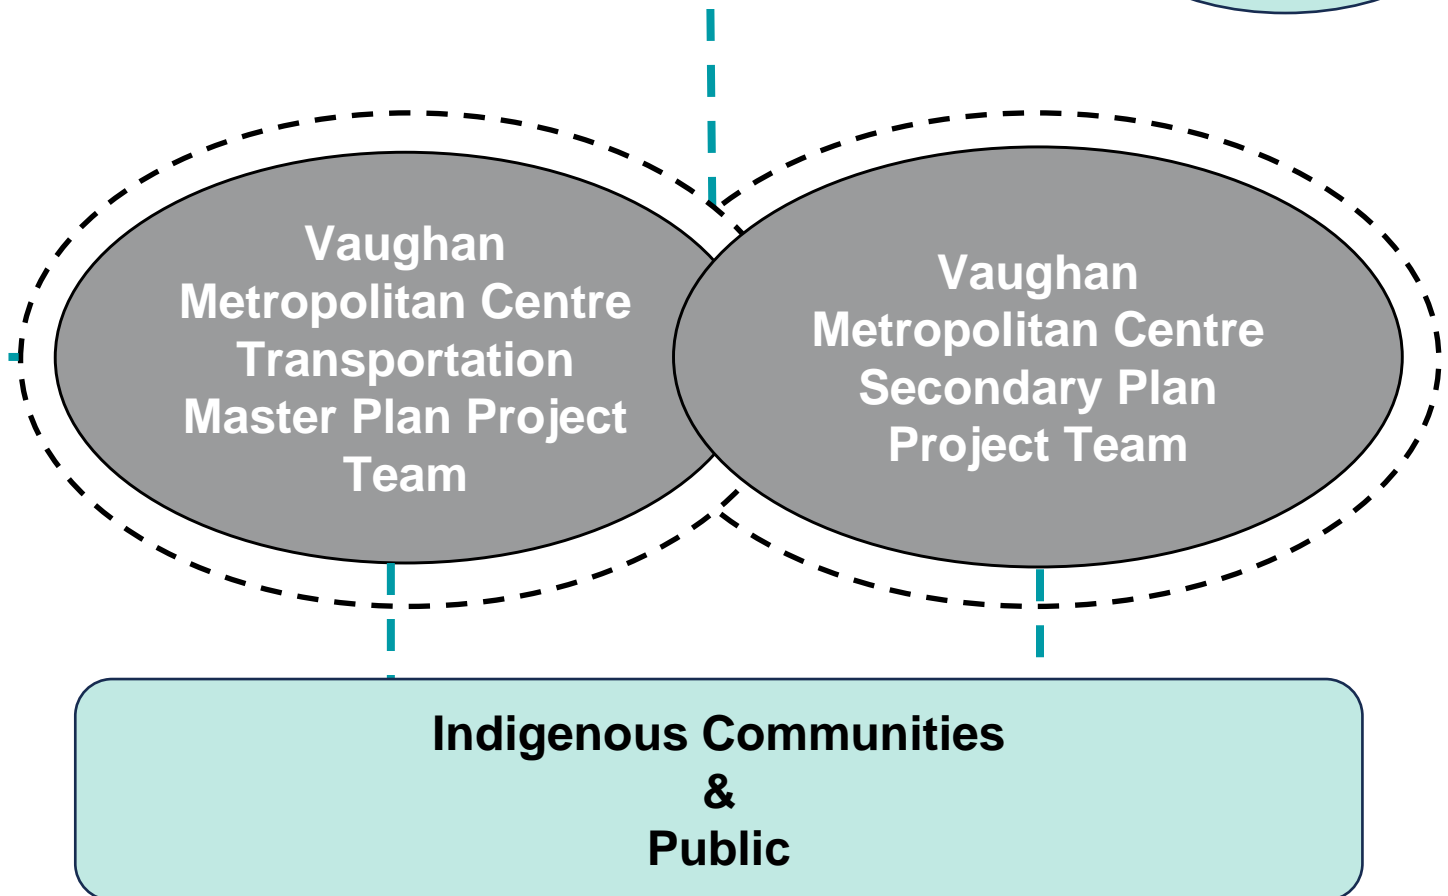 Vaughan
Metropolitan Centre
Transportation
Master Plan Project
Team
Vaughan
Metropolitan Centre
Secondary Plan
Project Team
Indigenous Communities
&
Public